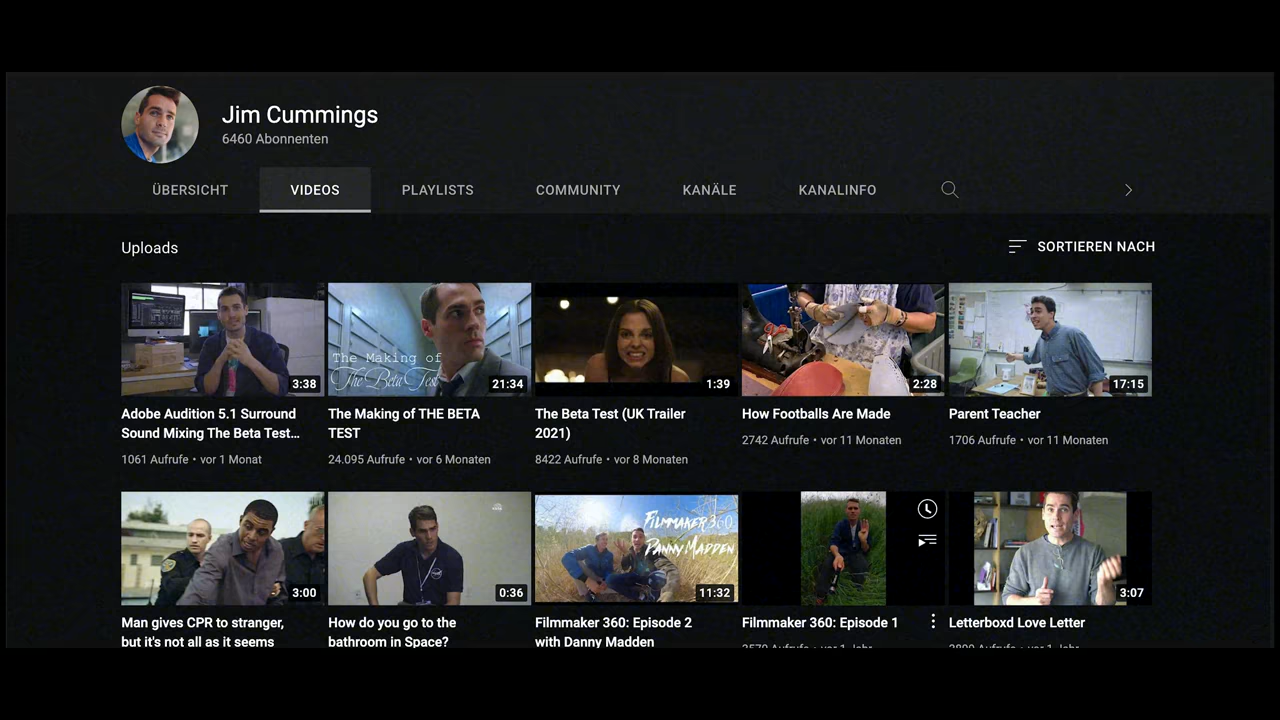 Jim Cummings
6460 Abonnenten
ÜBERSICHT
VIDEOS
PLAYLISTS
COMMUNITY
KANÄLE
KANALINFO
Uploads
SORTIEREN NACH
3:38
The Making of
The Beta Test
21:34
1:39
2:28
17:15
Adobe Audition 5.1 Surround
Sound Mixing The Beta Test...
1061 Aufrufe • vor 1 Monat
The Making of THE BETA
TEST
24.095 Aufrufe • vor 6 Monaten
The Beta Test (UK Trailer
2021)
8422 Aufrufe • vor 8 Monaten
How Footballs Are Made
2742 Aufrufe • vor 11 Monaten
Parent Teacher
1706 Aufrufe • vor 11 Monaten
3:00
0:36
FILMMAKER 360
DANNY MADDEN
11:32
3:07
Man gives CPR to stranger,
but it's not all as it seems
How do you go to the
bathroom in Space?
Filmmaker 360: Episode 2
with Danny Madden
Filmmaker 360: Episode 1
Letterboxd Love Letter